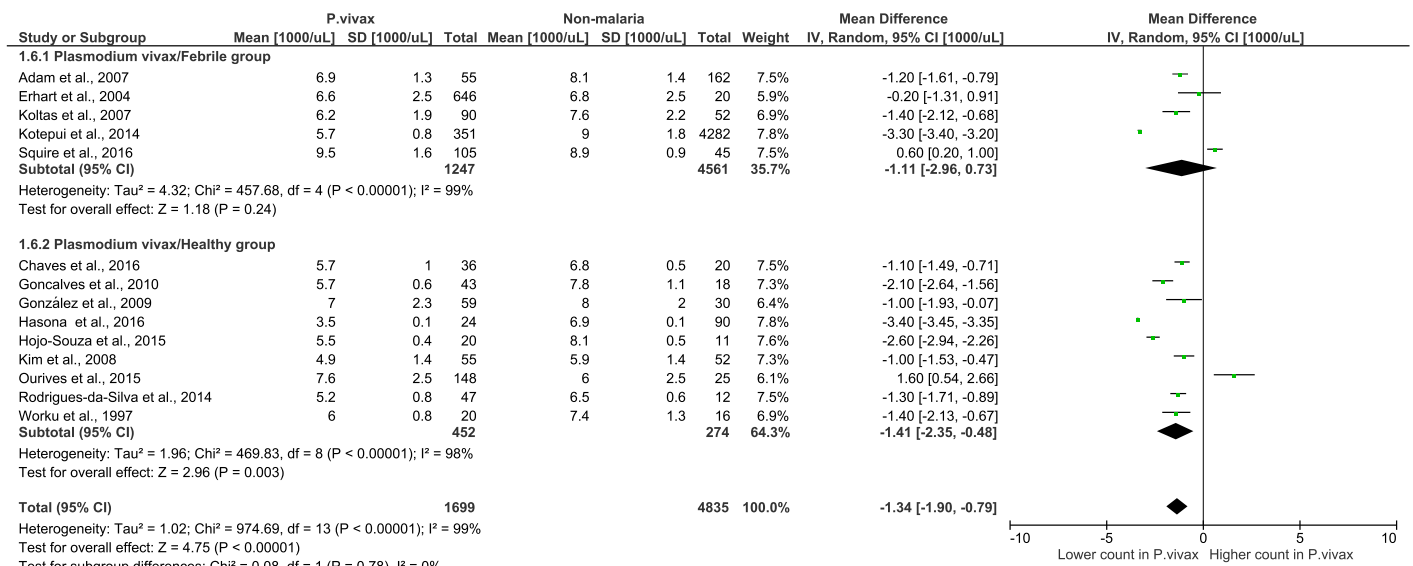 P.vivax Non-malaria Mean Difference Mean Difference
Study or Subgroup Mean [1000/uL] SD [1000/uL] Total Mean [1000/uL] SD [1000/uL] Total Weight IV, Random, 95% CI [1000/uL] IV, Random, 95% CI [1000/uL]
1.6.1 Plasmodium vivax/Febrile group
Adam et al., 2007 6.9 1.3 55 8.1 1.4 162 7.5% -1.20 [-1.61, -0.79]
Erhart et al., 2004 6.6 2.5 646 6.8 2.5 20 5.9% -0.20 [-1.31, 0.91]
Koltas et al., 2007 6.2 1.9 90 7.6 2.2 52 6.9% -1.40 [-2.12, -0.68]
Kotepui et al., 2014 5.7 0.8 351 9 1.8 4282 7.8% -3.30 [-3.40, -3.20]
Squire et al., 2016 9.5 1.6 105 8.9 0.9 45 7.5% 0.60 [0.20, 1.00]
Subtotal (95% CI) 1247 4561 35.7% -1.11 [-2.96, 0.73]
Heterogeneity: Tau² = 4.32; Chi² = 457.68, df = 4 (P < 0.00001); I² = 99%
Test for overall effect: Z = 1.18 (P = 0.24)
1.6.2 Plasmodium vivax/Healthy group
Chaves et al., 2016 5.7 1 36 6.8 0.5 20 7.5% -1.10 [-1.49, -0.71]
Goncalves et al., 2010 5.7 0.6 43 7.8 1.1 18 7.3% -2.10 [-2.64, -1.56]
González et al., 2009 7 2.3 59 8 2 30 6.4% -1.00 [-1.93, -0.07]
Hasona et al., 2016 3.5 0.1 24 6.9 0.1 90 7.8% -3.40 [-3.45, -3.35]
Hojo-Souza et al., 2015 5.5 0.4 20 8.1 0.5 11 7.6% -2.60 [-2.94, -2.26]
Kim et al., 2008 4.9 1.4 55 5.9 1.4 52 7.3% -1.00 [-1.53, -0.47]
Ourives et al., 2015 7.6 2.5 148 6 2.5 25 6.1% 1.60 [0.54, 2.66]
Rodrigues-da-Silva et al., 2014 5.2 0.8 47 6.5 0.6 12 7.5% -1.30 [-1.71, -0.89]
Worku et al., 1997 6 0.8 20 7.4 1.3 16 6.9% -1.40 [-2.13, -0.67]
Subtotal (95% CI) 452 274 64.3% -1.41 [-2.35, -0.48]
Heterogeneity: Tau² = 1.96; Chi² = 469.83, df = 8 (P < 0.00001); I² = 98%
Test for overall effect: Z = 2.96 (P = 0.003)
Total (95% CI) 1699 4835 100.0% -1.34 [-1.90, -0.79]
Heterogeneity: Tau² = 1.02; Chi² = 974.69, df = 13 (P < 0.00001); I² = 99%
-10 -5 0 5 10
Test for overall effect: Z = 4.75 (P < 0.00001)
Lower count in P.vivax Higher count in P.vivax
Test for subgroup differences: Chi² = 0.08, df = 1 (P = 0.78), I² = 0%